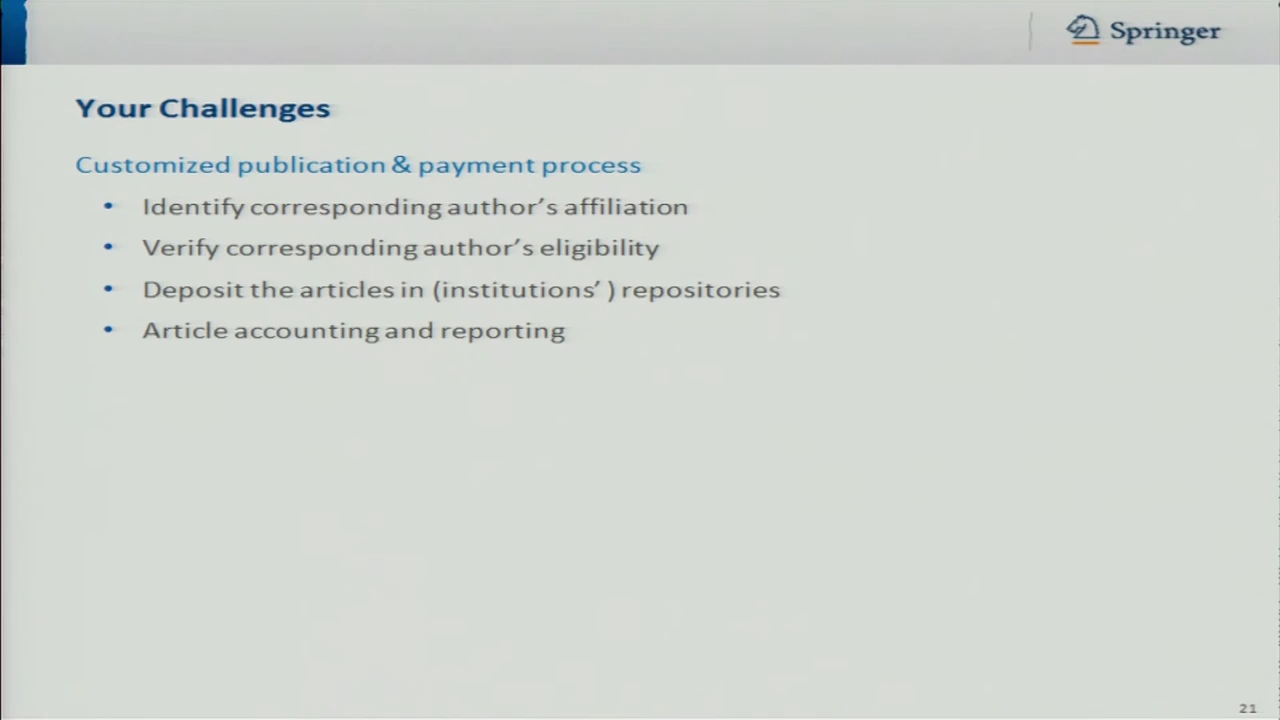 Springer
Your Challenges
Customized publication & payment process
• Identify corresponding author’s affiliation
• Verify corresponding author’s eligibility
• Deposit the articles in (institutions’ ) repositories
• Article accounting and reporting
21